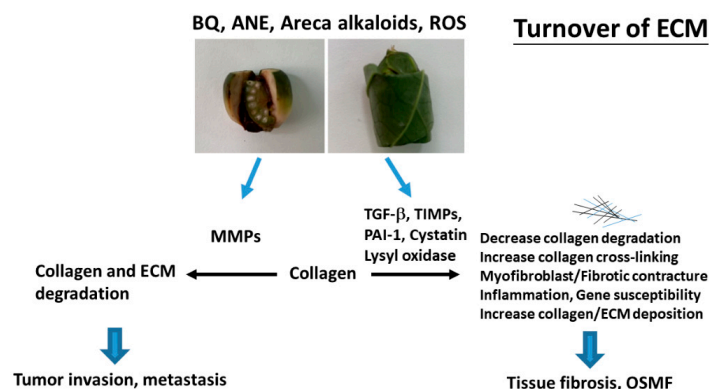 BQ, ANE, Areca alkaloids, ROS
Turnover of ECM
MMPs
TGF-β, TIMPs,
PAI-1, Cystatin
Lysyl oxidase
Collagen and ECM
degradation
Collagen
Decrease collagen degradation
Increase collagen cross-linking
Myofibroblast/Fibrotic contracture
Inflammation, Gene susceptibility
Increase collagen/ECM deposition
Tumor invasion, metastasis
Tissue fibrosis, OSMF